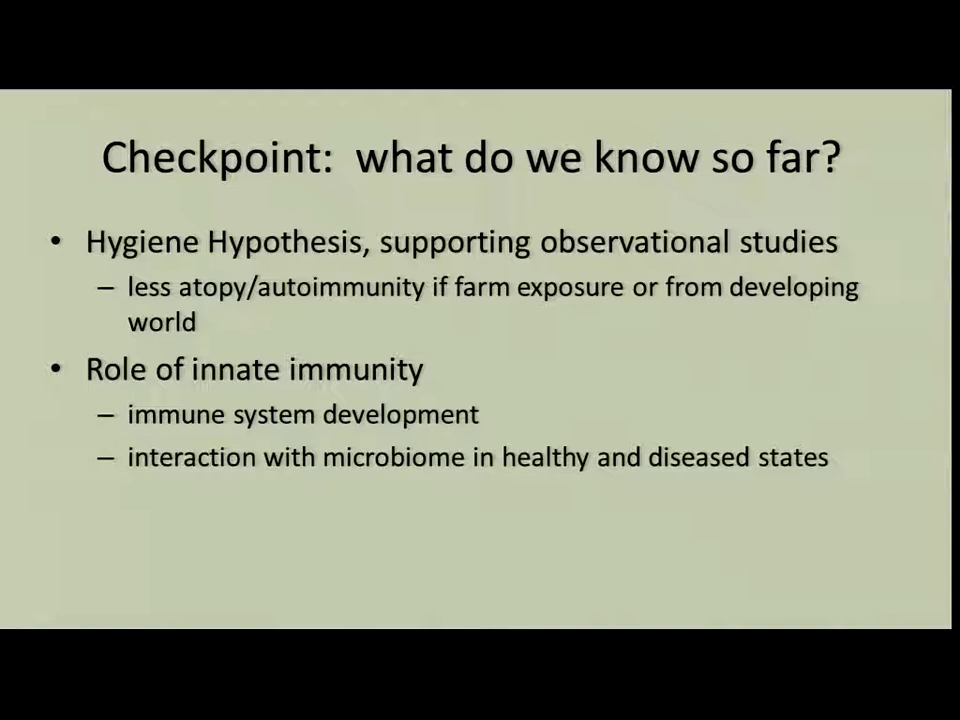 Checkpoint:  what do we know so far?
• Hygiene Hypothesis, supporting observational studies
– less atopy/autoimmunity if farm exposure or from developing
world
• Role of innate immunity
– immune system development
– interaction with microbiome in healthy and diseased states